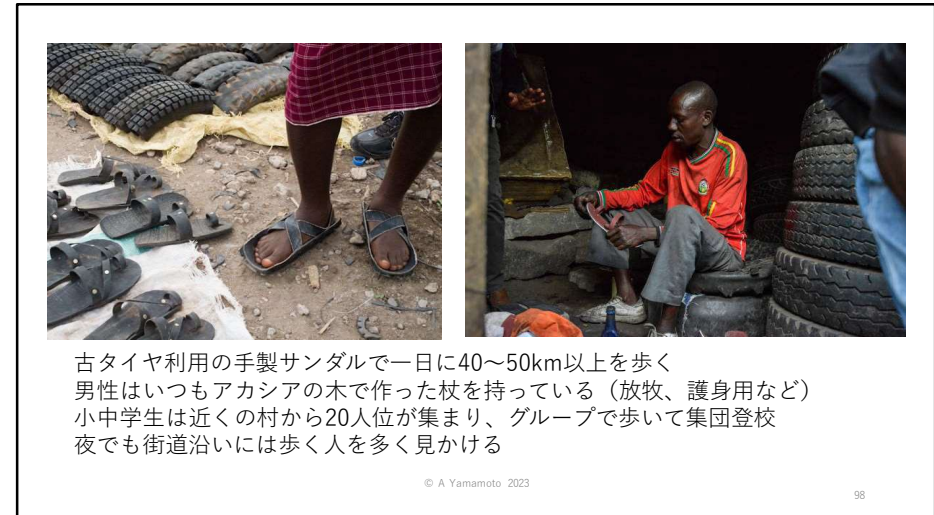 古タイヤ利用の手製サンダルで一日に40～50km以上を歩く
男性はいつもアカシアの木で作った杖を持っている（放牧、護身用など）
小中学生は近くの村から20人位が集まり、グループで歩いて集団登校
夜でも街道沿いには歩く人を多く見かける
© A Yamamoto 2023
98